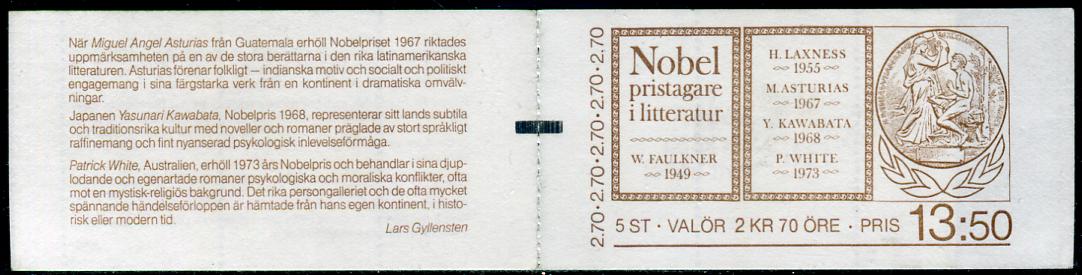 När Miguel Angel Asturias från Guatemala erhöll Nobelpriset 1967 riktades
uppmärksamheten på en av de stora berättarna i den rika latinamerikanska
litteraturen. Asturias förenar folkligt – indianska motiv och socialt och politiskt
engagemang i sina färgstarka verk från en kontinent i dramatiska omvälv-
ningar.
Japanen Yasunari Kawabata, Nobelpris 1968, representerar sitt lands subtila
och traditionsrika kultur med noveller och romaner präglade av stort språkligt
raffinemang och fint nyanserad psykologisk inlevelseförmåga.
Patrick White, Australien, erhöll 1973 års Nobelpris och behandlar i sina djup-
lodande och egenartade romaner psykologiska och moraliska konflikter, ofta
mot en mystisk-religiös bakgrund. Det rika persongalleriet och de ofta mycket
spännande händelseförloppen är hämtade från hans egen kontinent, i histo-
risk eller modern tid.
Lars Gyllensten
2.70·2.70·2.70·2.70·2.70
Nobel
pristagare
i litteratur
W. FAULKNER
1949
H. LAXNESS
1955
M. ASTURIAS
1967
Y. KAWABATA
1968
P. WHITE
1973
5 ST · VALÖR 2 KR 70 ÖRE · PRIS 13:50